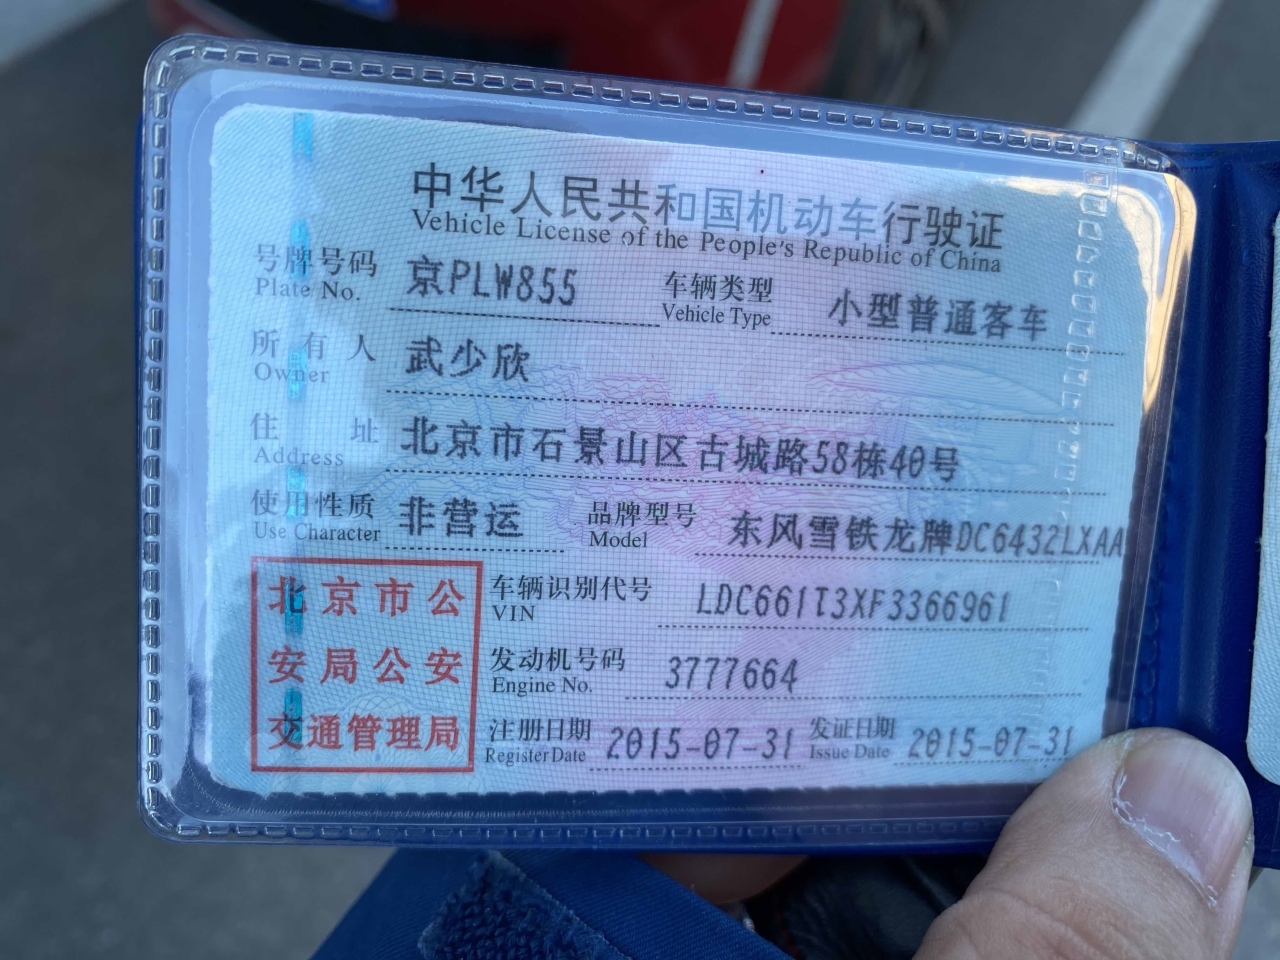 中华人民共和国机动车行驶证
Vehicle License of the People's Republic of China
号牌号码 京PLW855 车辆类型 小型普通客车
Plate No. Vehicle Type
所有人 武少欣
Owner
住址 北京市石景山区古城路58栋40号
Address
使用性质 非营运 品牌型号 东风雪铁龙牌DC6432LXAA
Use Character Model
北京市公 车辆识别代号 LDC661T3XF3366961
VIN
安局公安 发动机号码 3777664
Engine No.
交通管理局 注册日期 2015-07-31 发证日期 2015-07-31
Register Date Issue Date